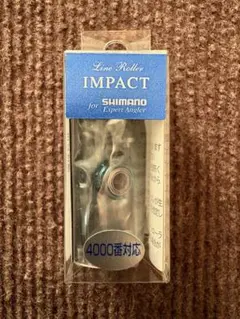 Line Roller
IMPACT
for SHIMANO
Expert Angler
4000番対応